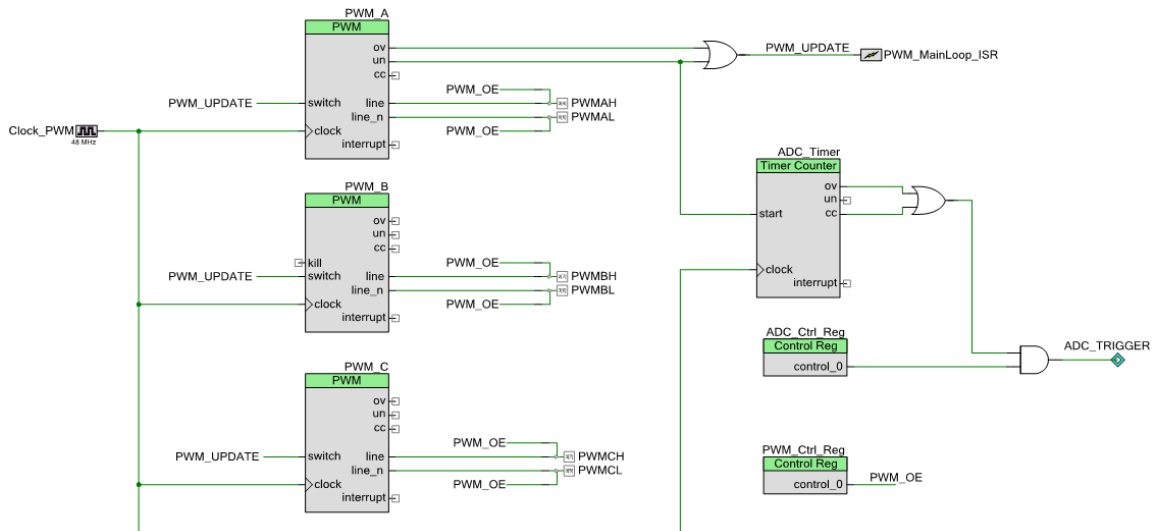 PWM_A
PWM
ov
un
cc
PWM_UPDATE
switch
line
line_n
clock
interrupt
PWM_OE
PWMAH
PWMAL
PWM_OE
PWM_UPDATE
PWM_MainLoop_ISR
Clock_PWM
48 MHz
ADC_Timer
Timer Counter
ov
un
cc
start
clock
interrupt
PWM_B
PWM
ov
un
cc
kill
PWM_UPDATE
switch
line
line_n
clock
interrupt
PWM_OE
PWMBH
PWMBL
PWM_OE
ADC_Ctrl_Reg
Control Reg
control_0
ADC_TRIGGER
PWM_C
PWM
ov
un
cc
PWM_UPDATE
switch
line
line_n
clock
interrupt
PWM_OE
PWMCH
PWMCL
PWM_OE
PWM_Ctrl_Reg
Control Reg
control_0
PWM_OE